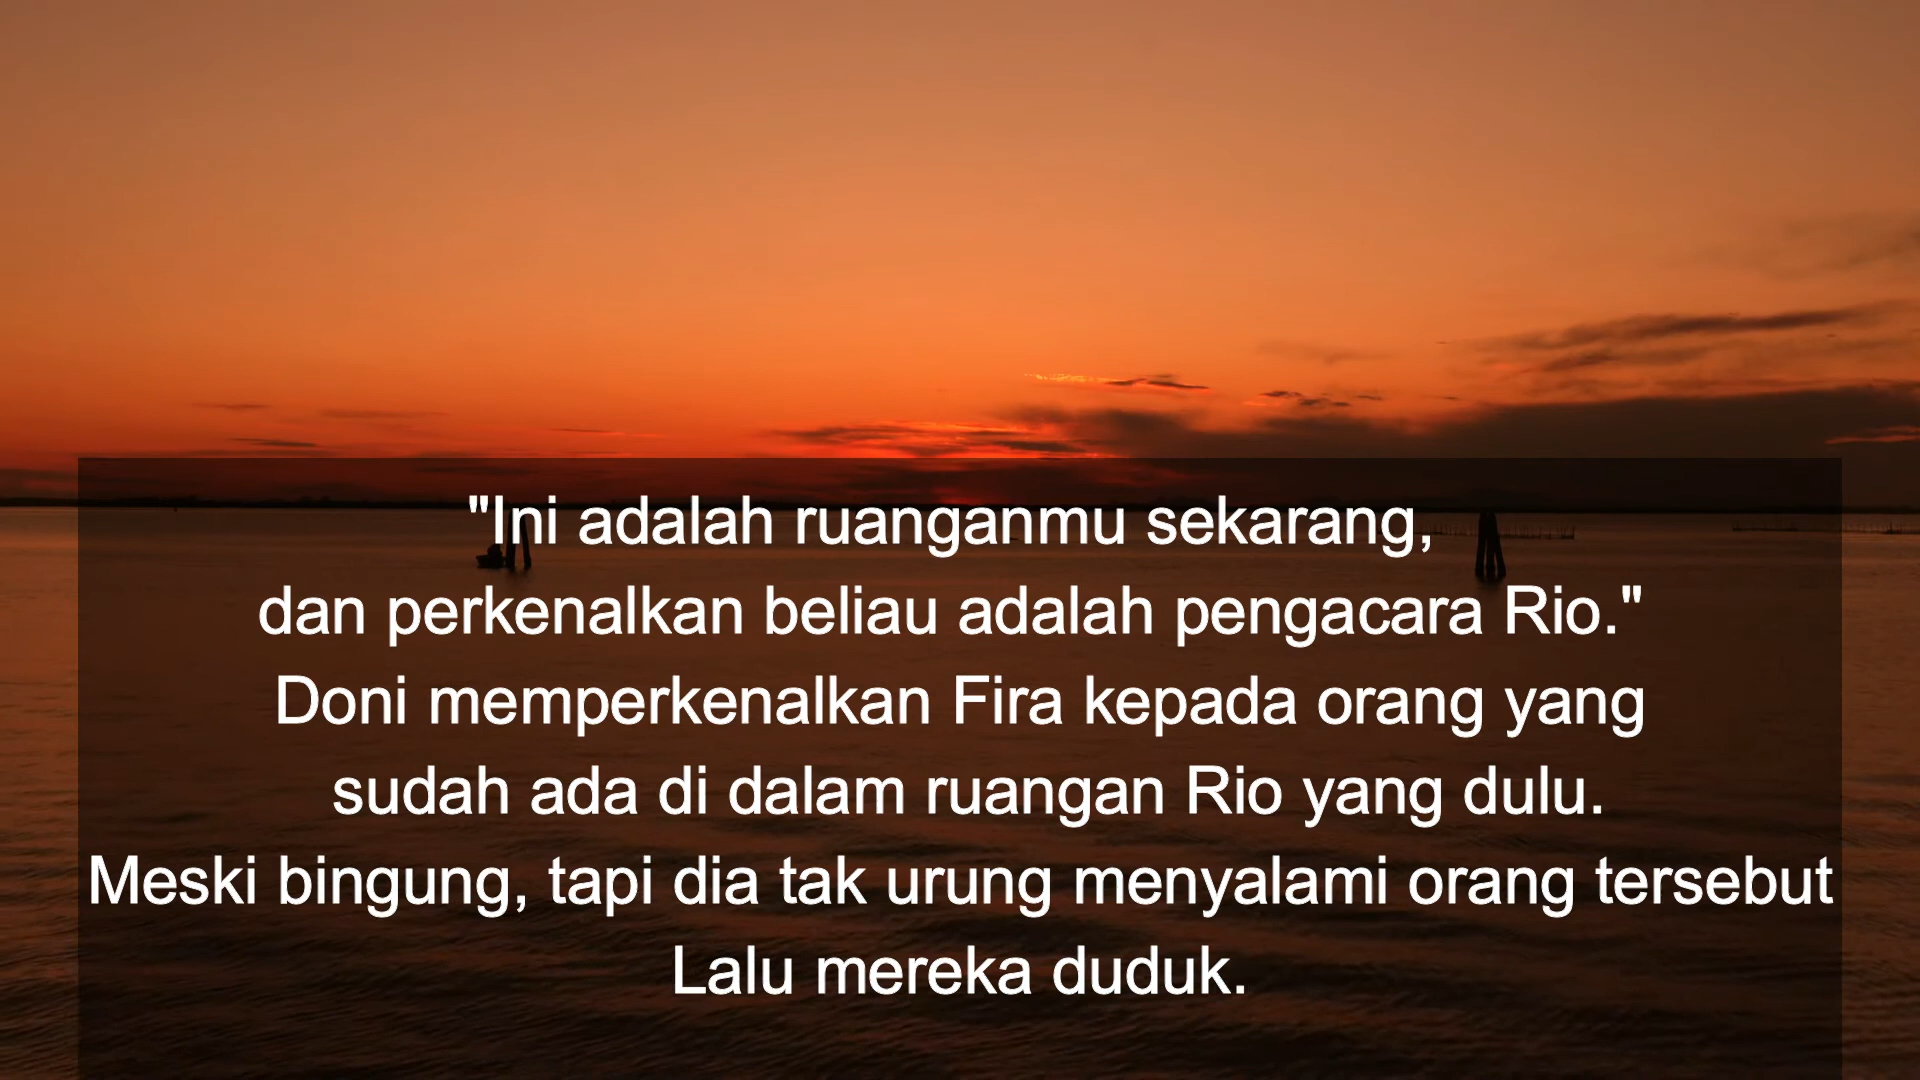 "Ini adalah ruanganmu sekarang,
dan perkenalkan beliau adalah pengacara Rio."
Doni memperkenalkan Fira kepada orang yang
sudah ada di dalam ruangan Rio yang dulu.
Meski bingung, tapi dia tak urung menyalami orang tersebut
Lalu mereka duduk.